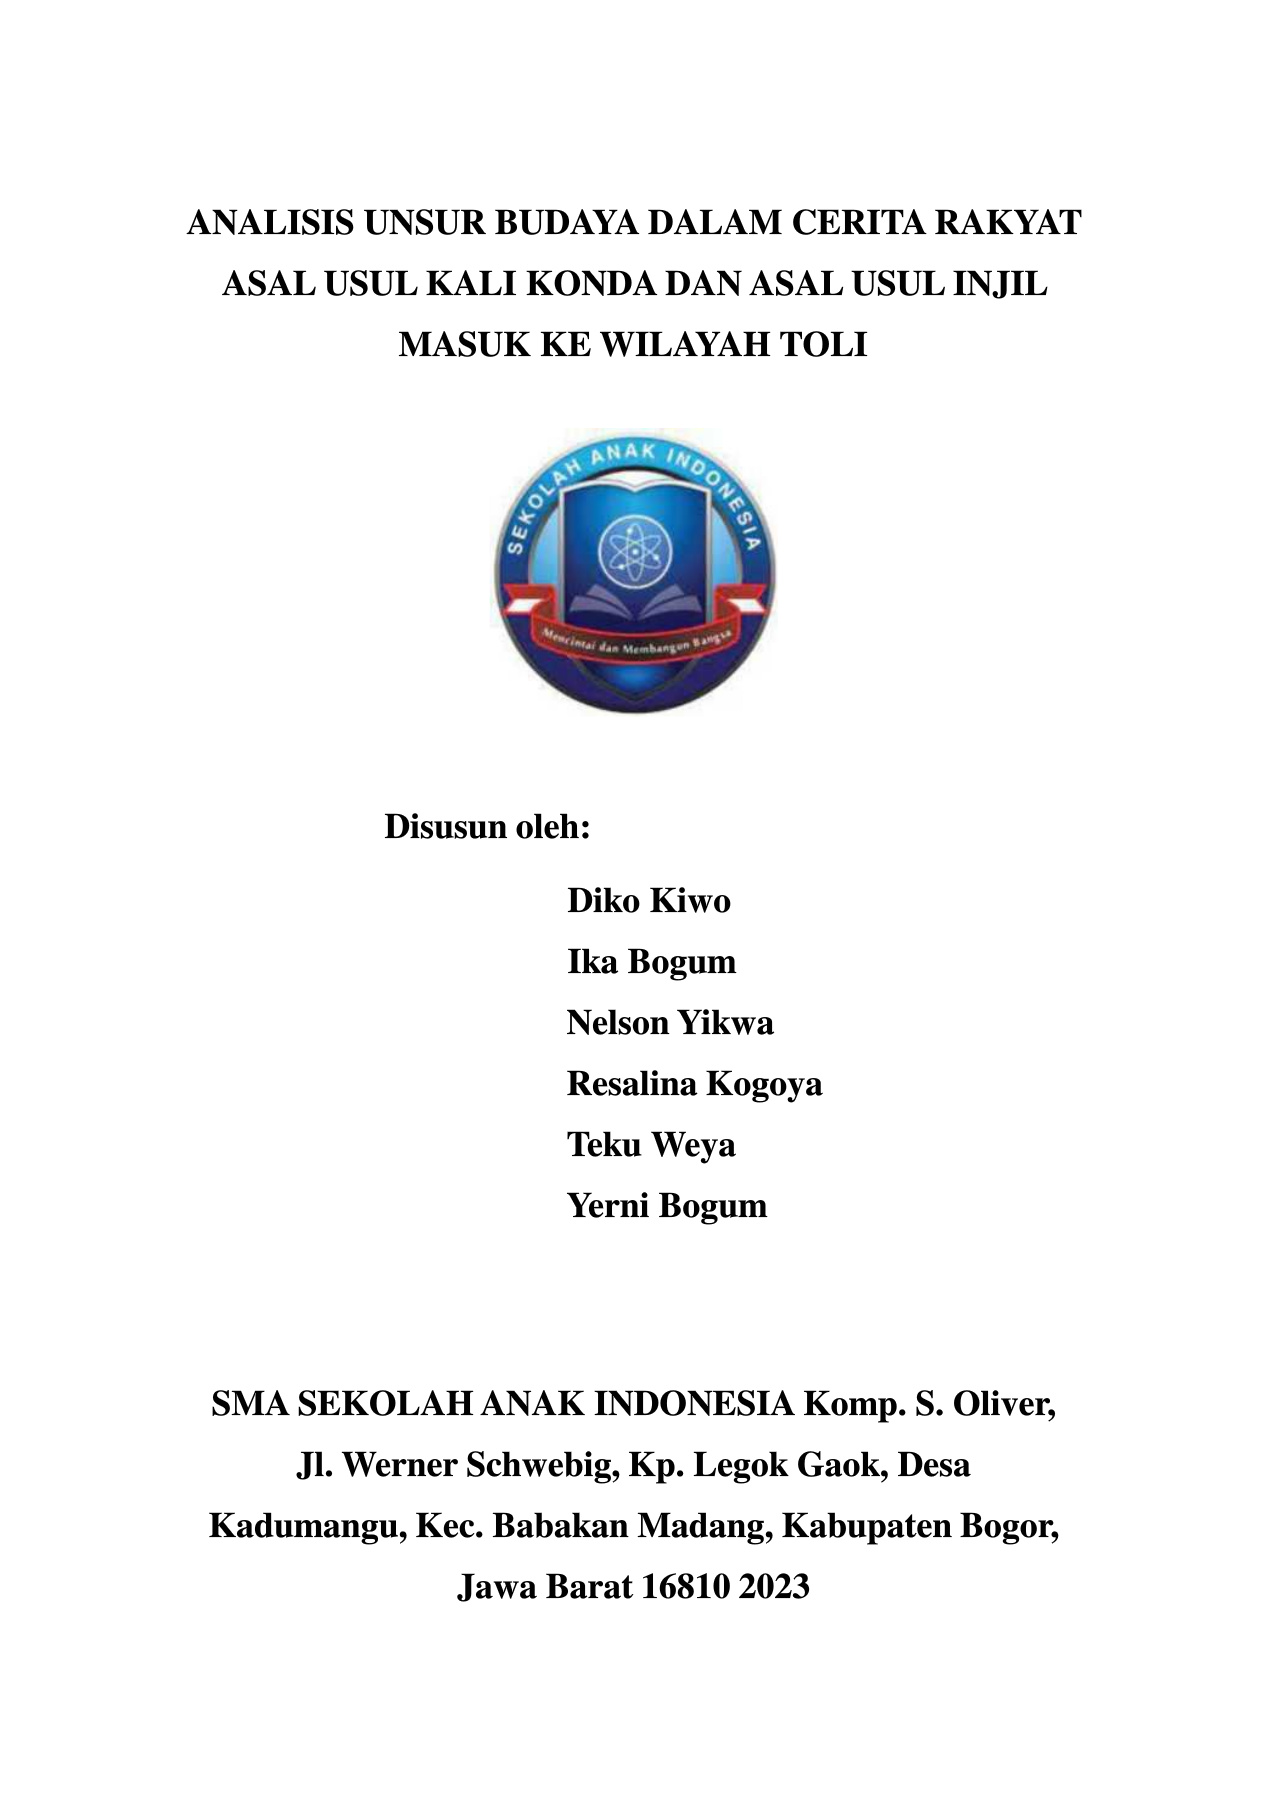 ANALISIS UNSUR BUDAYA DALAM CERITA RAKYAT
ASAL USUL KALI KONDA DAN ASAL USUL INJIL
MASUK KE WILAYAH TOLI
SEKOLAH ANAK INDONESIA
Mencintai dan Membangun Bangsa
Disusun oleh:
Diko Kiwo
Ika Bogum
Nelson Yikwa
Resalina Kogoya
Teku Weya
Yerni Bogum
SMA SEKOLAH ANAK INDONESIA Komp. S. Oliver,
Jl. Werner Schwebig, Kp. Legok Gaok, Desa
Kadumangu, Kec. Babakan Madang, Kabupaten Bogor,
Jawa Barat 16810 2023